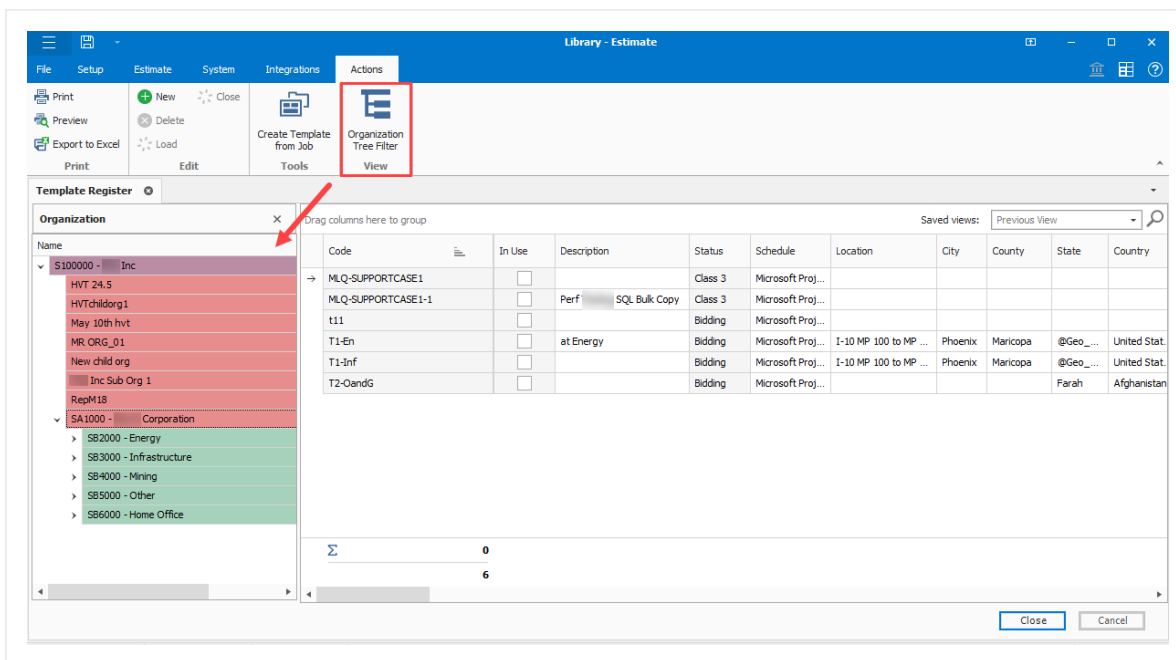 Library - Estimate
File Setup Estimate System Integrations Actions
Print New Close
Preview Delete
Export to Excel Load
Create Template from Job
Organization Tree Filter
Print Edit Tools View
Template Register
Organization
Drag columns here to group Saved views: Previous View
Name
S100000 - Inc
HVT 24.5
HVTchildorg1
May 10th hvt
MR ORG_01
New child org
Inc Sub Org 1
RepM18
SA1000 - Corporation
SB2000 - Energy
SB3000 - Infrastructure
SB4000 - Mining
SB5000 - Other
SB6000 - Home Office
Code In Use Description Status Schedule Location City County State Country
MLQ-SUPPORTCASE1 Class 3 Microsoft Proj...
MLQ-SUPPORTCASE1-1 Perf SQL Bulk Copy Class 3 Microsoft Proj...
t11 Bidding Microsoft Proj...
T1-En at Energy Bidding Microsoft Proj... I-10 MP 100 to MP ... Phoenix Maricopa @Geo_... United Stat.
T1-Inf Bidding Microsoft Proj... I-10 MP 100 to MP ... Phoenix Maricopa @Geo_... United Stat.
T2-OandG Bidding Microsoft Proj... Farah Afghanistan
Σ 0
6
Close Cancel